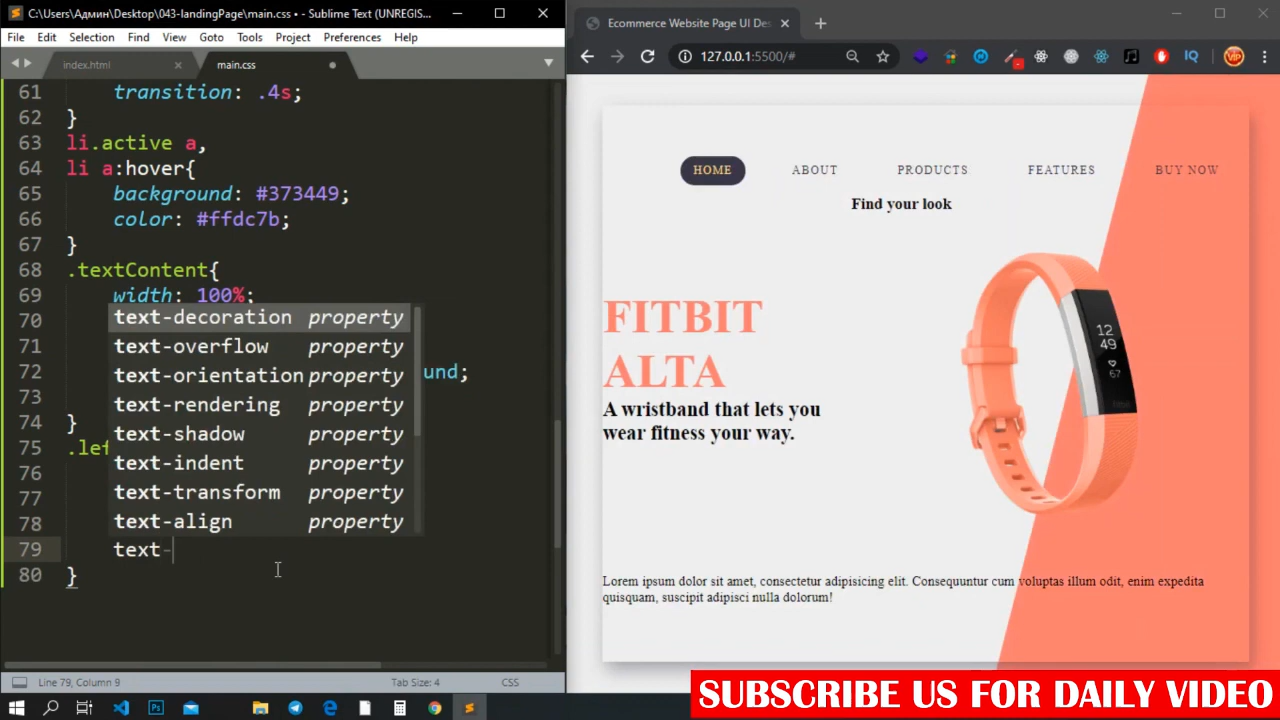 C:\Users\Админ\Desktop\043-landingPage\main.css • - Sublime Text (UNREGIS...
File Edit Selection Find View Goto Tools Project Preferences Help
index.html
main.css
61 transition: .4s;
62 }
63 li.active a,
64 li a:hover{
65 background: #373449;
66 color: #ffdc7b;
67 }
68 .textContent{
69 width: 100%;
70
71
72 und;
73
74 }
75 .lef
76
77
78
79 text-
80 }
text-decoration property
text-overflow property
text-orientation property
text-rendering property
text-shadow property
text-indent property
text-transform property
text-align property
Line 79, Column 9
Tab Size: 4
CSS
Ecommerce Website Page UI Des
127.0.0.1:5500/#
IQ
VIP
HOME
ABOUT
PRODUCTS
FEATURES
BUY NOW
Find your look
FITBIT
ALTA
A wristband that lets you
wear fitness your way.
12
49
67
Lorem ipsum dolor sit amet, consectetur adipisicing elit. Consequuntur cum voluptas illum odit, enim expedita
quisquam, suscipit adipisci nulla dolorum!
Ps
SUBSCRIBE US FOR DAILY VIDEO